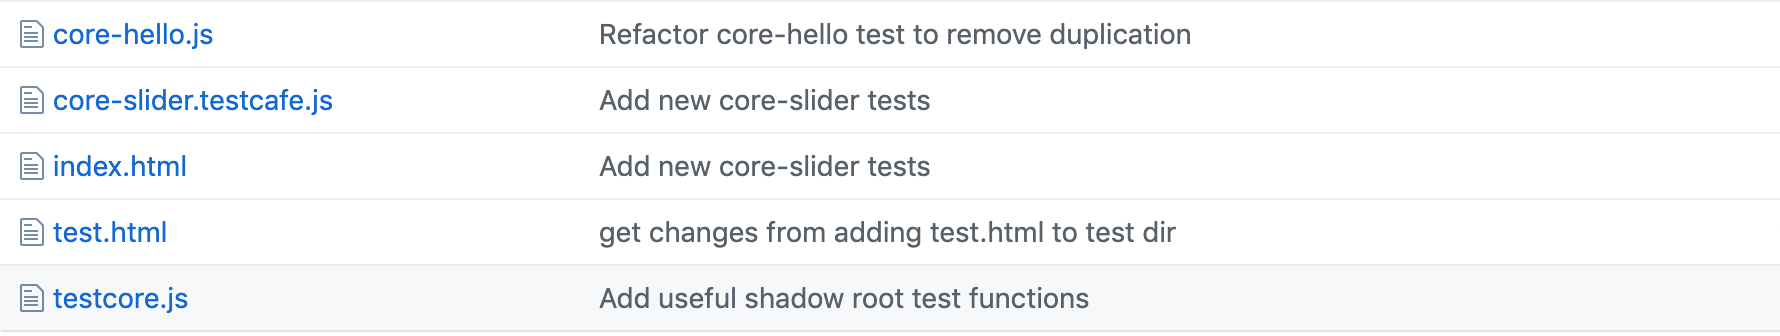 core-hello.js Refactor core-hello test to remove duplication
core-slider.testcafe.js Add new core-slider tests
index.html Add new core-slider tests
test.html get changes from adding test.html to test dir
testcore.js Add useful shadow root test functions